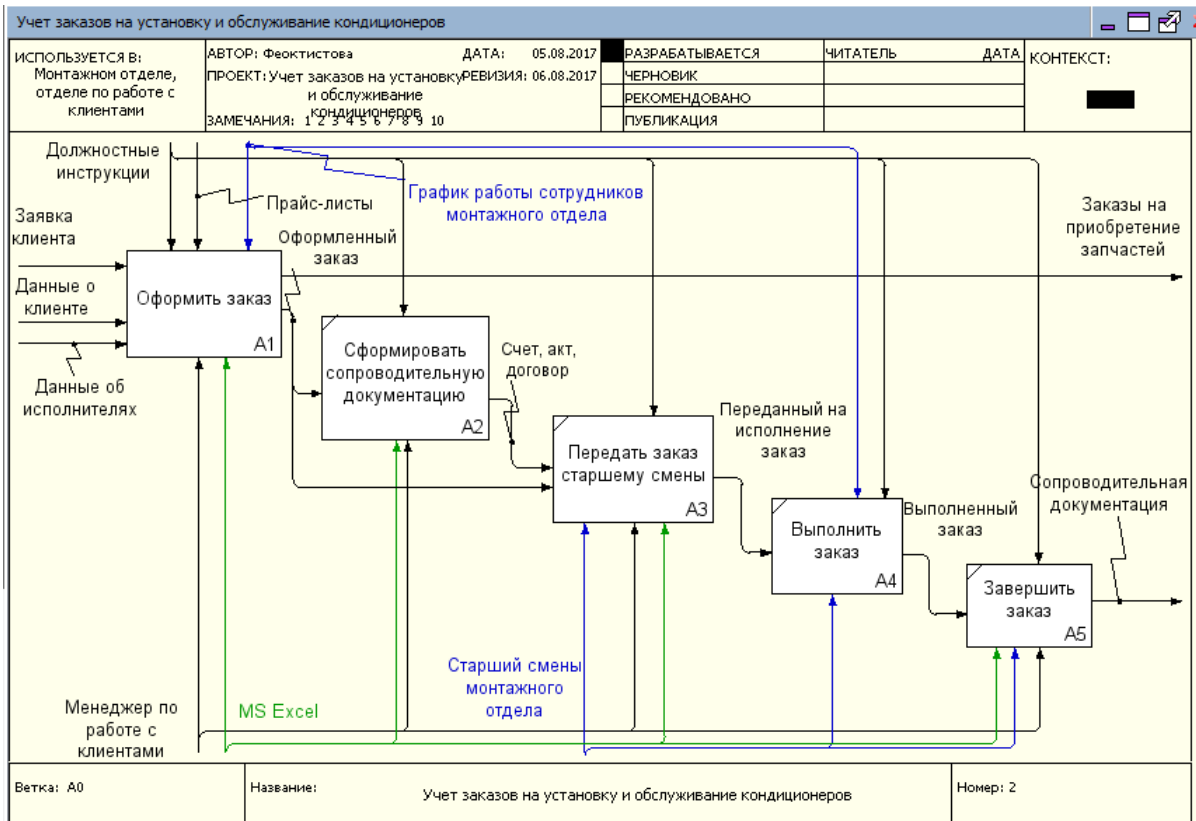 Учет заказов на установку и обслуживание кондиционеров
ИСПОЛЬЗУЕТСЯ В:
Монтажном отделе,
отделе по работе с
клиентами
АВТОР: Феоктистова
ДАТА: 05.08.2017
ПРОЕКТ: Учет заказов на установку
и обслуживание
кондиционеров
РЕВИЗИЯ: 06.08.2017
ЗАМЕЧАНИЯ: 1 2 3 4 5 6 7 8 9 10
РАЗРАБАТЫВАЕТСЯ
ЧЕРНОВИК
РЕКОМЕНДОВАНО
ПУБЛИКАЦИЯ
ЧИТАТЕЛЬ
ДАТА
КОНТЕКСТ:
Должностные
инструкции
Прайс-листы
График работы сотрудников
монтажного отдела
Заявка
клиента
Оформленный
заказ
Заказы на
приобретение
запчастей
Данные о
клиенте
Оформить заказ
A1
Данные об
исполнителях
Сформировать
сопроводительную
документацию
A2
Счет, акт,
договор
Передать заказ
старшему смены
A3
Переданный на
исполнение
заказ
Выполнить
заказ
A4
Выполненный
заказ
Сопроводительная
документация
Завершить
заказ
A5
Старший смены
монтажного
отдела
Менеджер по
работе с
клиентами
MS Excel
Ветка: A0
Название:
Учет заказов на установку и обслуживание кондиционеров
Номер: 2